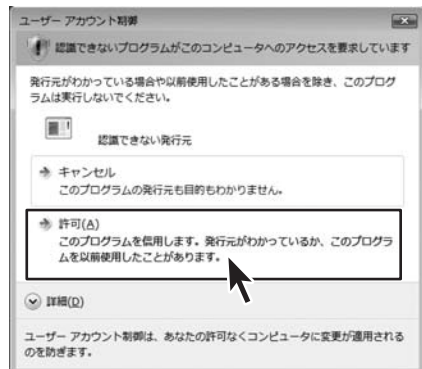 ユーザー アカウント制御
認識できないプログラムがこのコンピュータへのアクセスを要求しています
発行元がわかっている場合や以前使用したことがある場合を除き、このプログ
ラムは実行しないでください。
認識できない発行元
キャンセル
このプログラムの発行元も目的もわかりません。
許可(A)
このプログラムを信用します。発行元がわかっているか、このプログラ
ムを以前使用したことがあります。
詳細(D)
ユーザー アカウント制御は、あなたの許可なくコンピュータに変更が適用される
のを防ぎます。